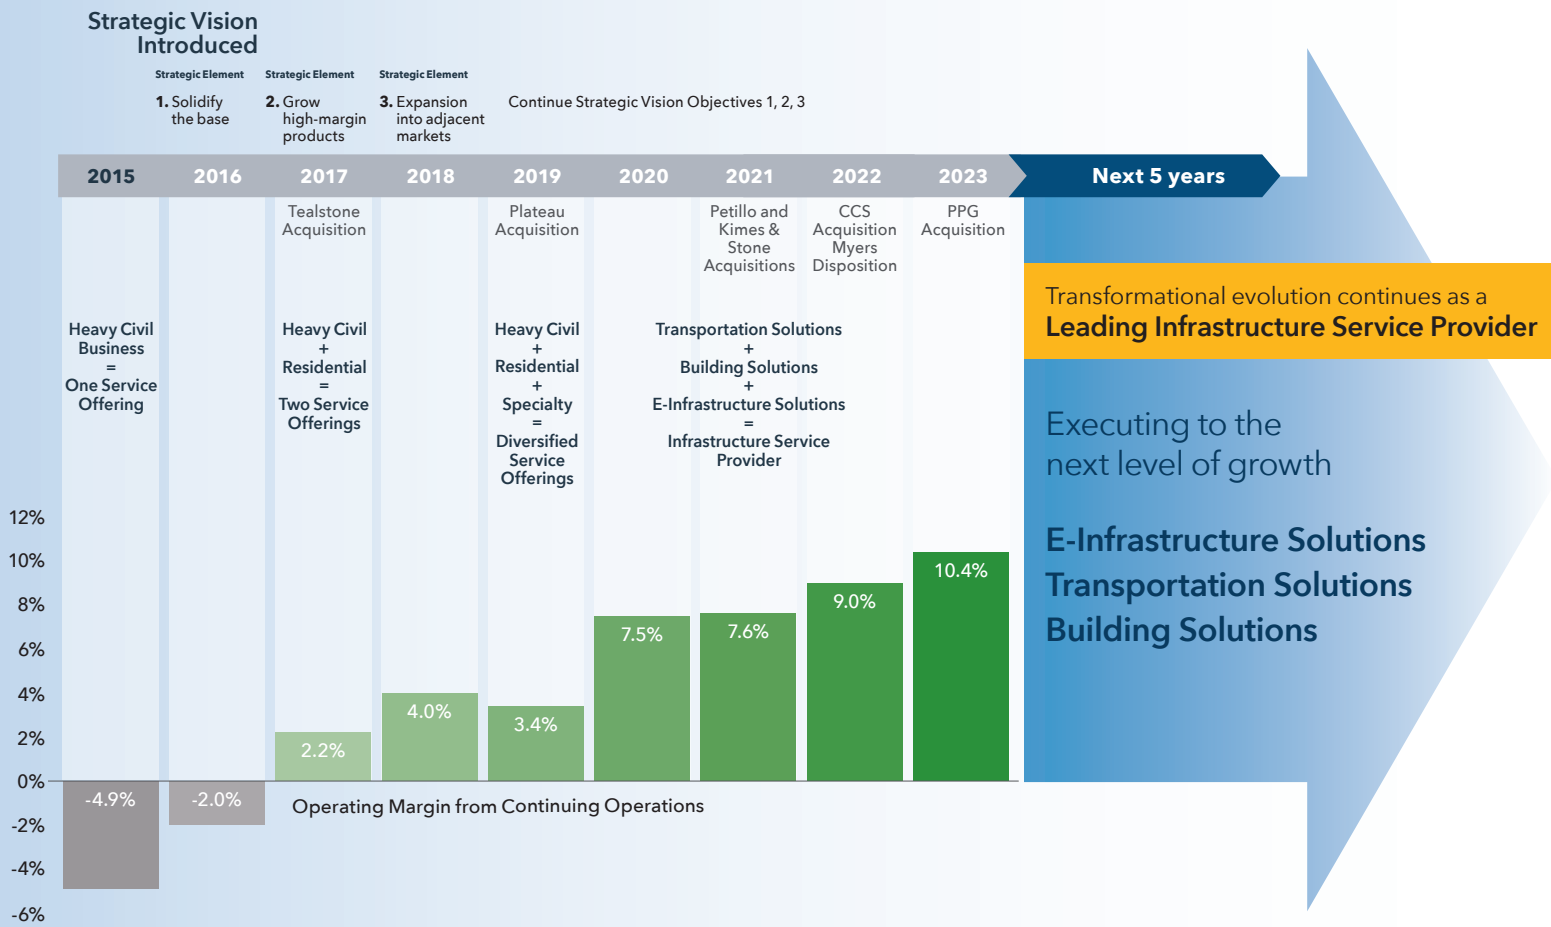 Strategic Vision
Introduced
Strategic Element
1. Solidify
the base
Strategic Element
2. Grow
high-margin
products
Strategic Element
3. Expansion
into adjacent
markets
Continue Strategic Vision Objectives 1, 2, 3
2015 2016 2017 2018 2019 2020 2021 2022 2023 Next 5 years
Tealstone
Acquisition
Plateau
Acquisition
Petillo and
Kimes &
Stone
Acquisitions
CCS
Acquisition
Myers
Disposition
PPG
Acquisition
Heavy Civil
Business
=
One Service
Offering
Heavy Civil
+
Residential
=
Two Service
Offerings
Heavy Civil
+
Residential
+
Specialty
=
Diversified
Service
Offerings
Transportation Solutions
+
Building Solutions
+
E-Infrastructure Solutions
=
Infrastructure Service
Provider
Transformational evolution continues as a
Leading Infrastructure Service Provider
Executing to the
next level of growth
E-Infrastructure Solutions
Transportation Solutions
Building Solutions
12%
10%
8%
6%
4%
2%
0%
-2%
-4%
-6%
-4.9%
-2.0%
2.2%
4.0%
3.4%
7.5%
7.6%
9.0%
10.4%
Operating Margin from Continuing Operations